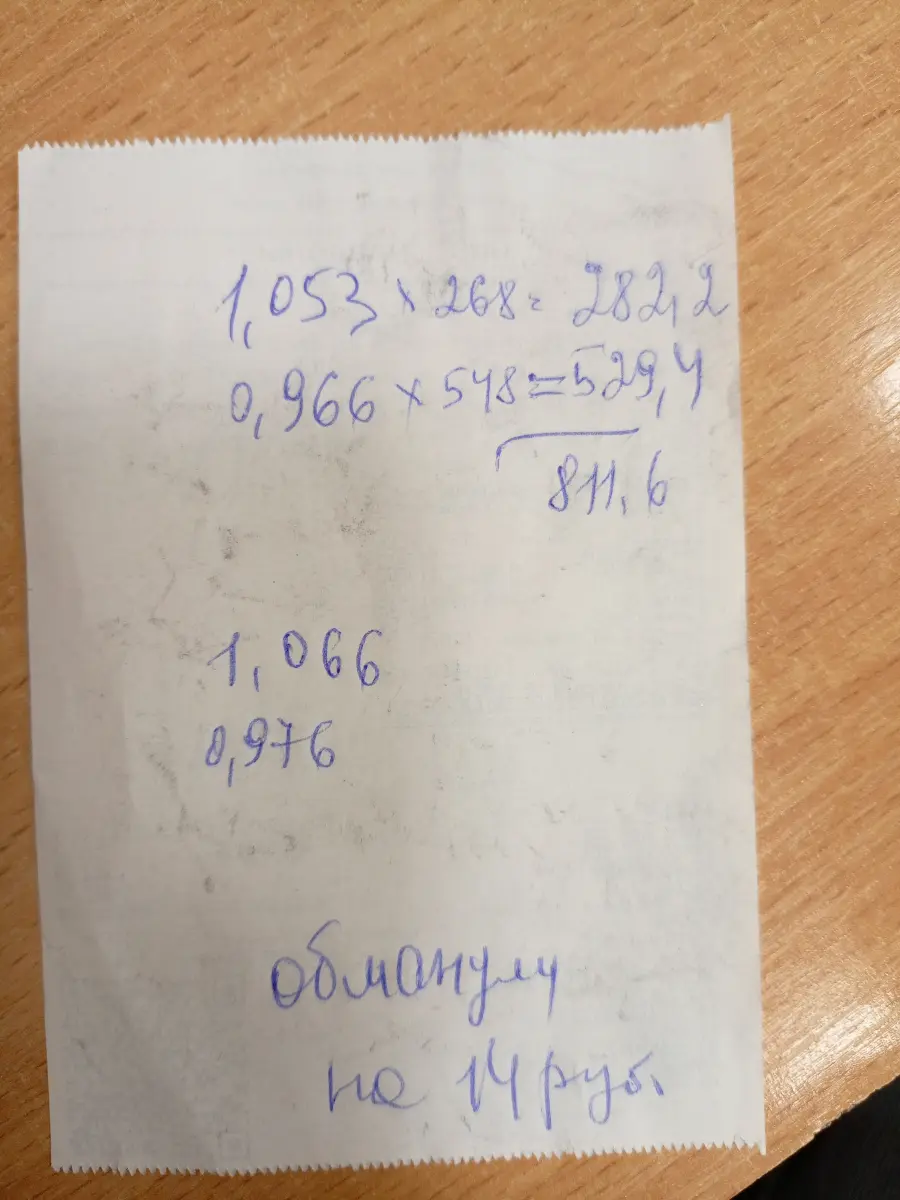 1,053 × 268 = 282,2
0,966 × 548 = 529,4
811,6
1,066
0,976
обманули
на 14 руб.